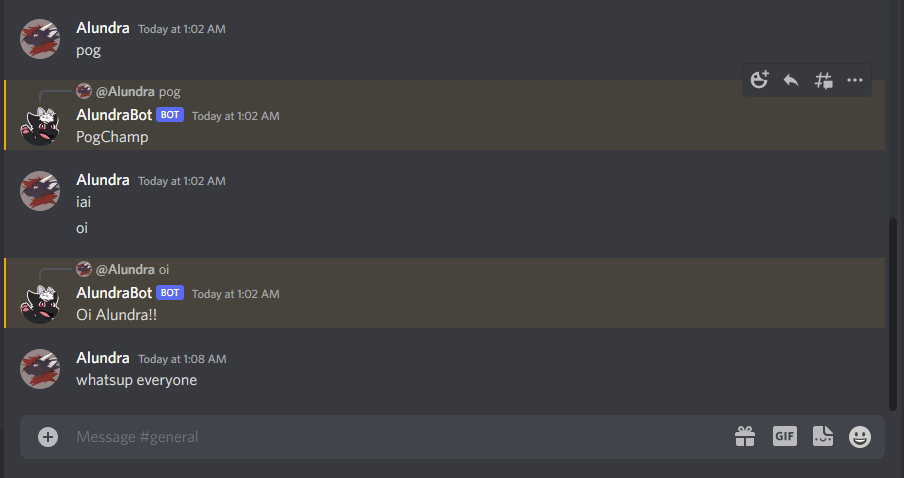 Alundra Today at 1:02 AM
pog
@Alundra pog
AlundraBot BOT Today at 1:02 AM
PogChamp
Alundra Today at 1:02 AM
iai
oi
@Alundra oi
AlundraBot BOT Today at 1:02 AM
Oi Alundra!!
Alundra Today at 1:08 AM
whatsup everyone
Message #general GIF